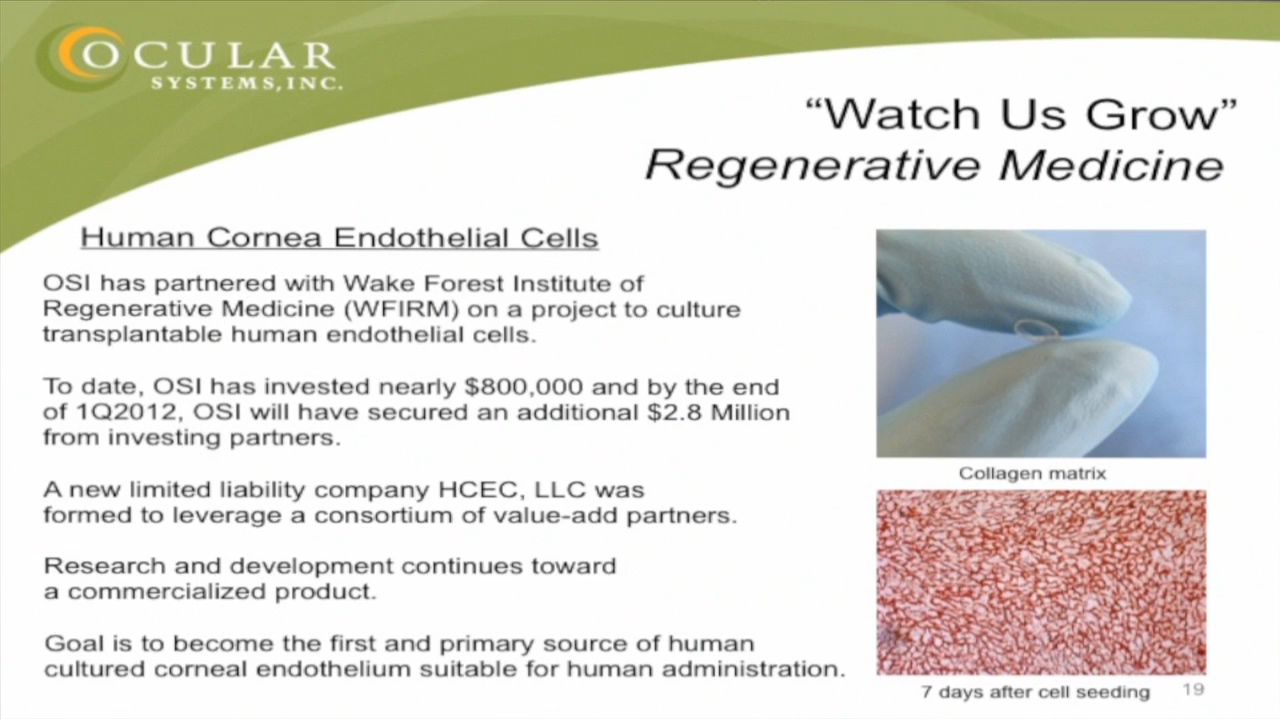 OCULAR
SYSTEMS, INC.
“Watch Us Grow”
Regenerative Medicine
Human Cornea Endothelial Cells
OSI has partnered with Wake Forest Institute of
Regenerative Medicine (WFIRM) on a project to culture
transplantable human endothelial cells.
To date, OSI has invested nearly $800,000 and by the end
of 1Q2012, OSI will have secured an additional $2.8 Million
from investing partners.
A new limited liability company HCEC, LLC was
formed to leverage a consortium of value-add partners.
Research and development continues toward
a commercialized product.
Goal is to become the first and primary source of human
cultured corneal endothelium suitable for human administration.
Collagen matrix
7 days after cell seeding
19